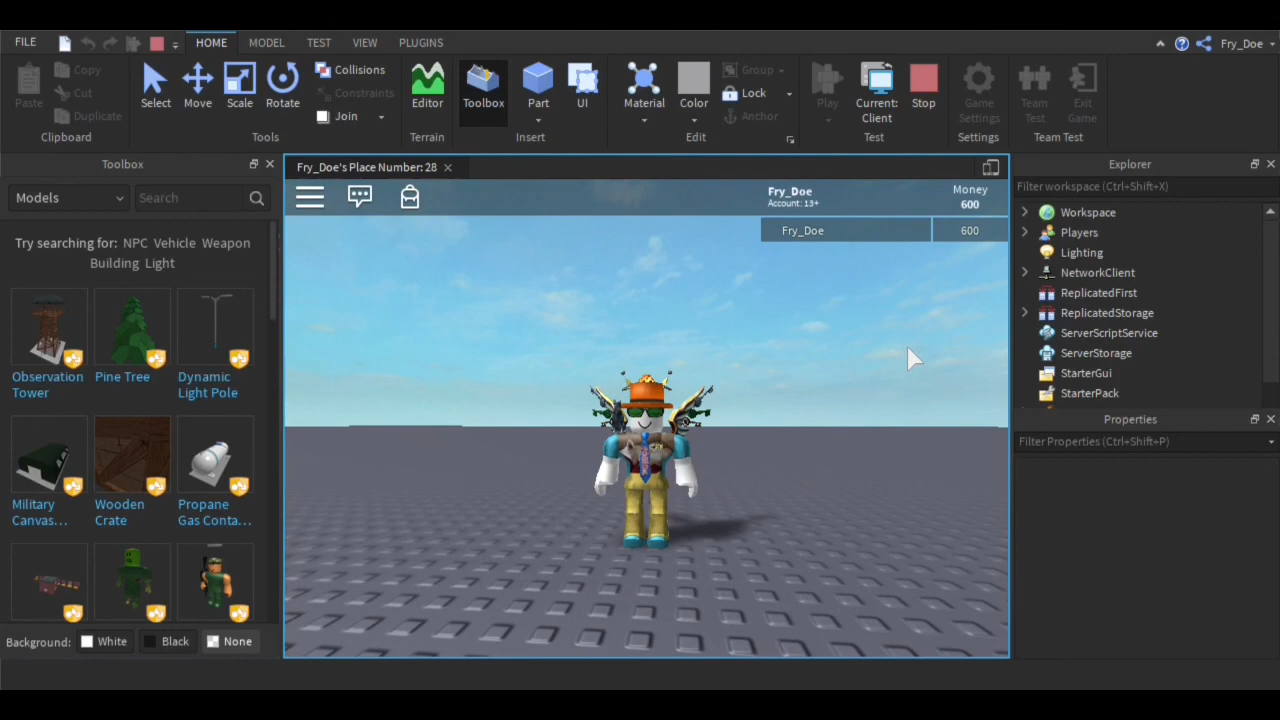 FILE
HOME
MODEL
TEST
VIEW
PLUGINS
Fry_Doe
Paste
Copy
Cut
Duplicate
Clipboard
Select
Move
Scale
Rotate
Collisions
Constraints
Join
Tools
Editor
Terrain
Toolbox
Part
UI
Insert
Material
Color
Group
Lock
Anchor
Edit
Play
Current:
Client
Stop
Test
Game
Settings
Settings
Team
Test
Exit
Game
Team Test
Toolbox
Models
Search
Try searching for: NPC Vehicle Weapon
Building Light
Observation
Tower
Pine Tree
Dynamic
Light Pole
Military
Canvas...
Wooden
Crate
Propane
Gas Conta...
Background:
White
Black
None
Fry_Doe's Place Number: 28
Fry_Doe
Account: 13+
Money
600
Fry_Doe
600
Explorer
Filter workspace (Ctrl+Shift+X)
Workspace
Players
Lighting
NetworkClient
ReplicatedFirst
ReplicatedStorage
ServerScriptService
ServerStorage
StarterGui
StarterPack
Properties
Filter Properties (Ctrl+Shift+P)